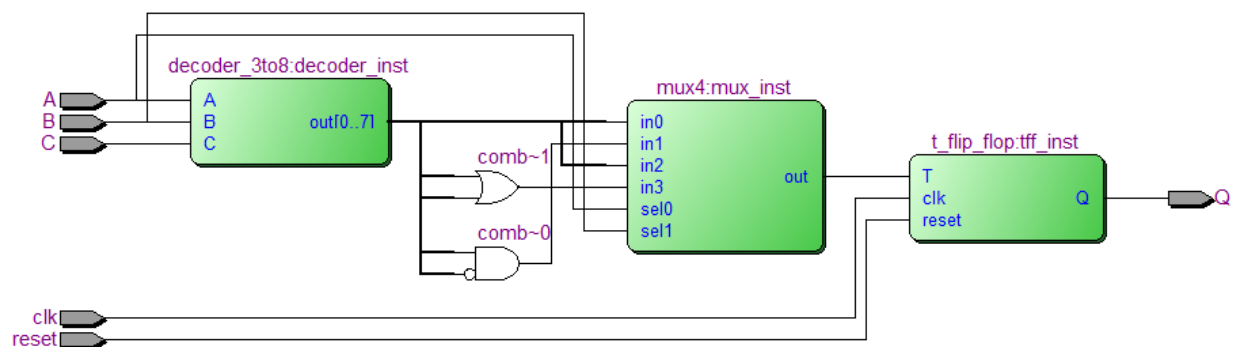 decoder_3to8:decoder_inst
A
B
C
A
B
C
out[0..7]
comb~1
comb~0
mux4:mux_inst
in0
in1
in2
in3
sel0
sel1
out
t_flip_flop:tff_inst
T
clk
reset
Q
Q
clk
reset